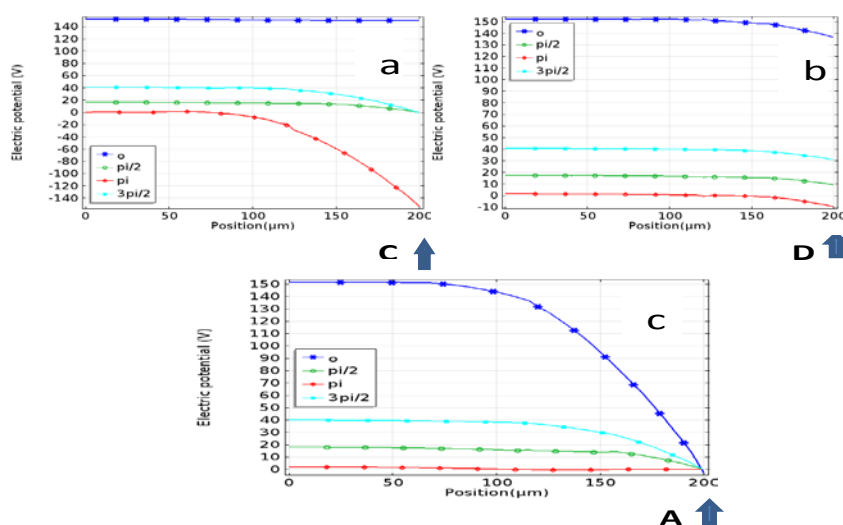 a
Electric potential (V)
150
100
80
60
40
20
0
-20
-40
-60
-80
-100
-120
-140
o
pi/2
pi
3pi/2
0 50 100 150 200
Position(µm)
C
b
Electric potential (V)
150
140
130
120
110
100
90
80
70
60
50
40
30
20
10
0
-10
o
pi/2
pi
3pi/2
0 50 100 150 200
Position(µm)
D
c
Electric potential (V)
150
140
130
120
110
100
90
80
70
60
50
40
30
20
10
0
o
pi/2
pi
3pi/2
0 50 100 150 200
Position(µm)
A